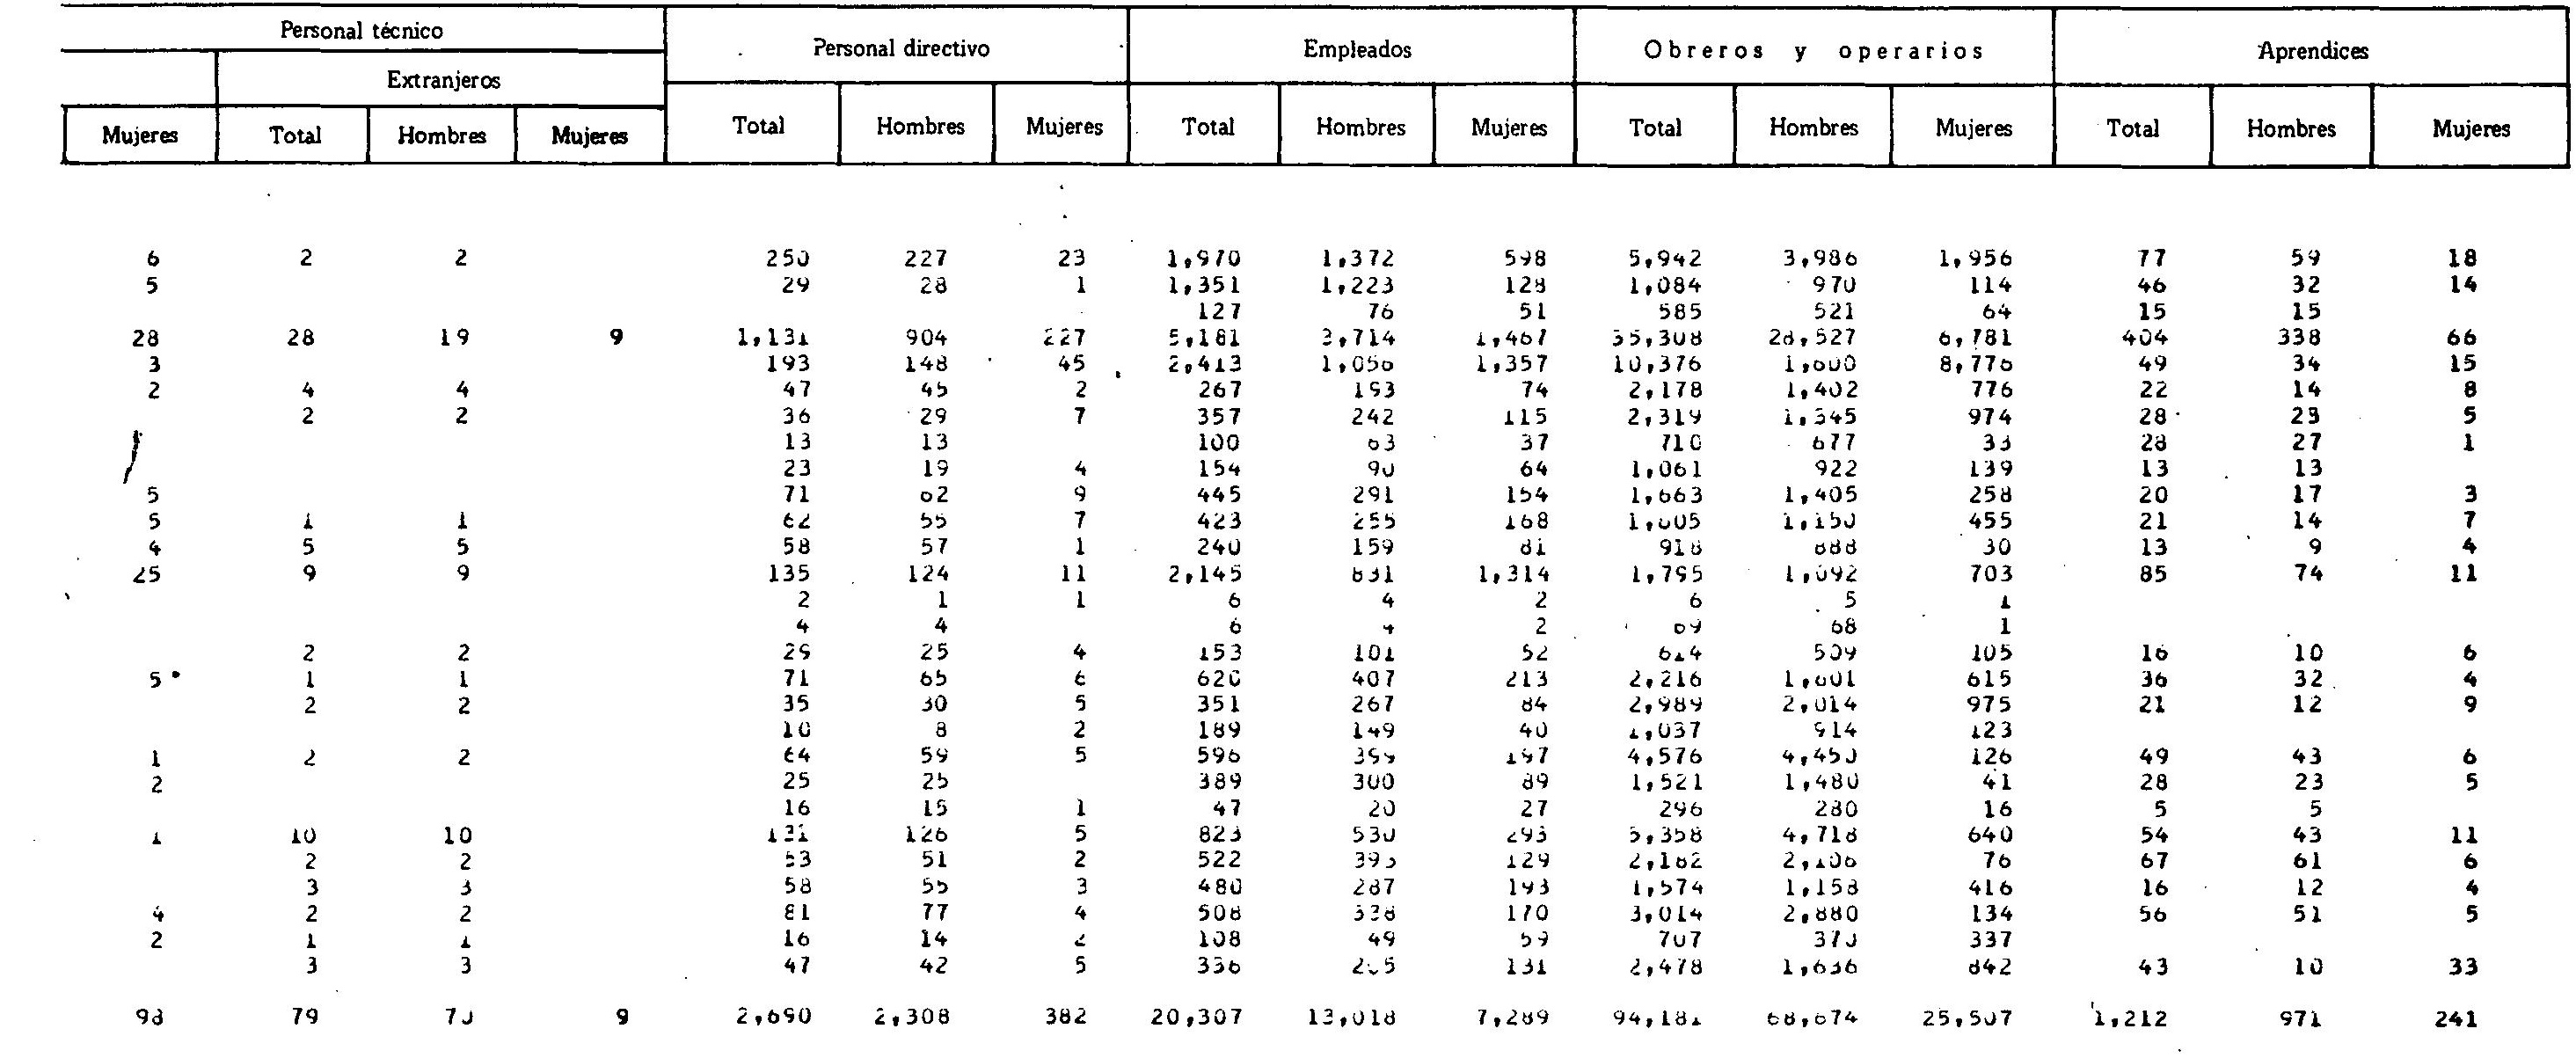 Personal técnico Personal directivo Empleados Obreros y operarios Aprendices
Extranjeros
Mujeres Total Hombres Mujeres Total Hombres Mujeres Total Hombres Mujeres Total Hombres Mujeres Total Hombres Mujeres
6 2 2 250 227 23 1,970 1,372 598 5,942 3,986 1,956 77 59 18
5 29 28 1 1,351 1,223 128 1,084 970 114 46 32 14
127 76 51 585 521 64 15 15
28 28 19 9 1,131 904 227 5,181 3,714 1,467 35,308 28,527 6,781 404 338 66
3 193 148 45 2,413 1,056 1,357 10,376 1,600 8,776 49 34 15
2 4 4 47 45 2 267 193 74 2,178 1,402 776 22 14 8
2 2 36 29 7 357 242 115 2,319 1,345 974 28 23 5
13 13 100 63 37 710 677 33 28 27 1
23 19 4 154 90 64 1,061 922 139 13 13
5 71 62 9 445 291 154 1,663 1,405 258 20 17 3
5 1 1 62 55 7 423 255 168 1,605 1,150 455 21 14 7
4 5 5 58 57 1 240 159 81 918 888 30 13 9 4
25 9 9 135 124 11 2,145 831 1,314 1,795 1,092 703 85 74 11
2 1 1 6 4 2 6 5 1
4 4 6 4 2 69 68 1
2 2 29 25 4 153 101 52 614 509 105 16 10 6
5 1 1 71 65 6 620 407 213 2,216 1,601 615 36 32 4
2 2 35 30 5 351 267 84 2,989 2,014 975 21 12 9
10 8 2 189 149 40 1,037 914 123
1 2 2 64 59 5 596 399 197 4,576 4,450 126 49 43 6
2 25 25 389 300 89 1,521 1,480 41 28 23 5
16 15 1 47 20 27 296 280 16 5 5
1 10 10 131 126 5 823 530 293 5,358 4,718 640 54 43 11
2 2 53 51 2 522 393 129 2,182 2,106 76 67 61 6
3 3 58 55 3 480 287 193 1,574 1,158 416 16 12 4
4 2 2 81 77 4 508 338 170 3,014 2,880 134 56 51 5
2 1 1 16 14 2 108 49 59 707 370 337
3 3 47 42 5 336 205 131 2,478 1,636 842 43 10 33
98 79 70 9 2,690 2,308 382 20,307 13,018 7,289 94,181 68,674 25,507 1,212 971 241